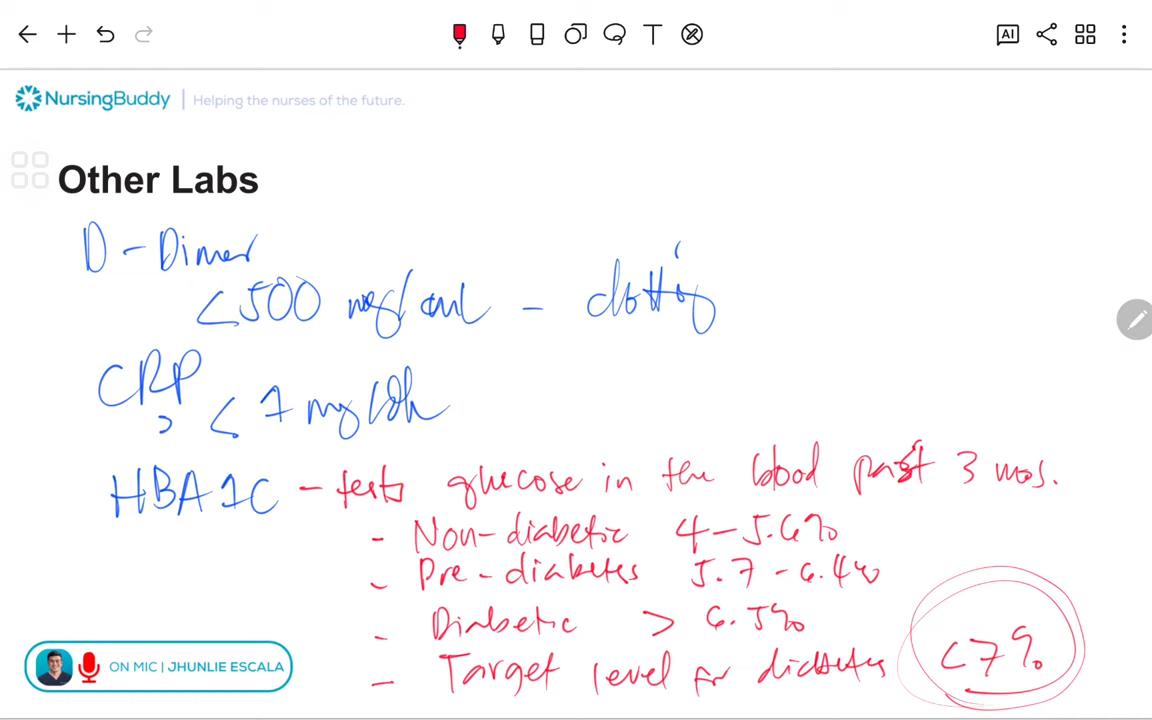 AI
NursingBuddy | Helping the nurses of the future.
Other Labs
D - Dimer
<500 / mL - clotting
CRP
< 1 mg/
HBA1C - tests glucose in the blood past 3 mos.
- Non-diabetic 4-5.6%
- Pre-diabetes 5.7-6.4%
- Diabetic > 6.5%
- Target level for diabetes <7%
ON MIC | JHUNLIE ESCALA